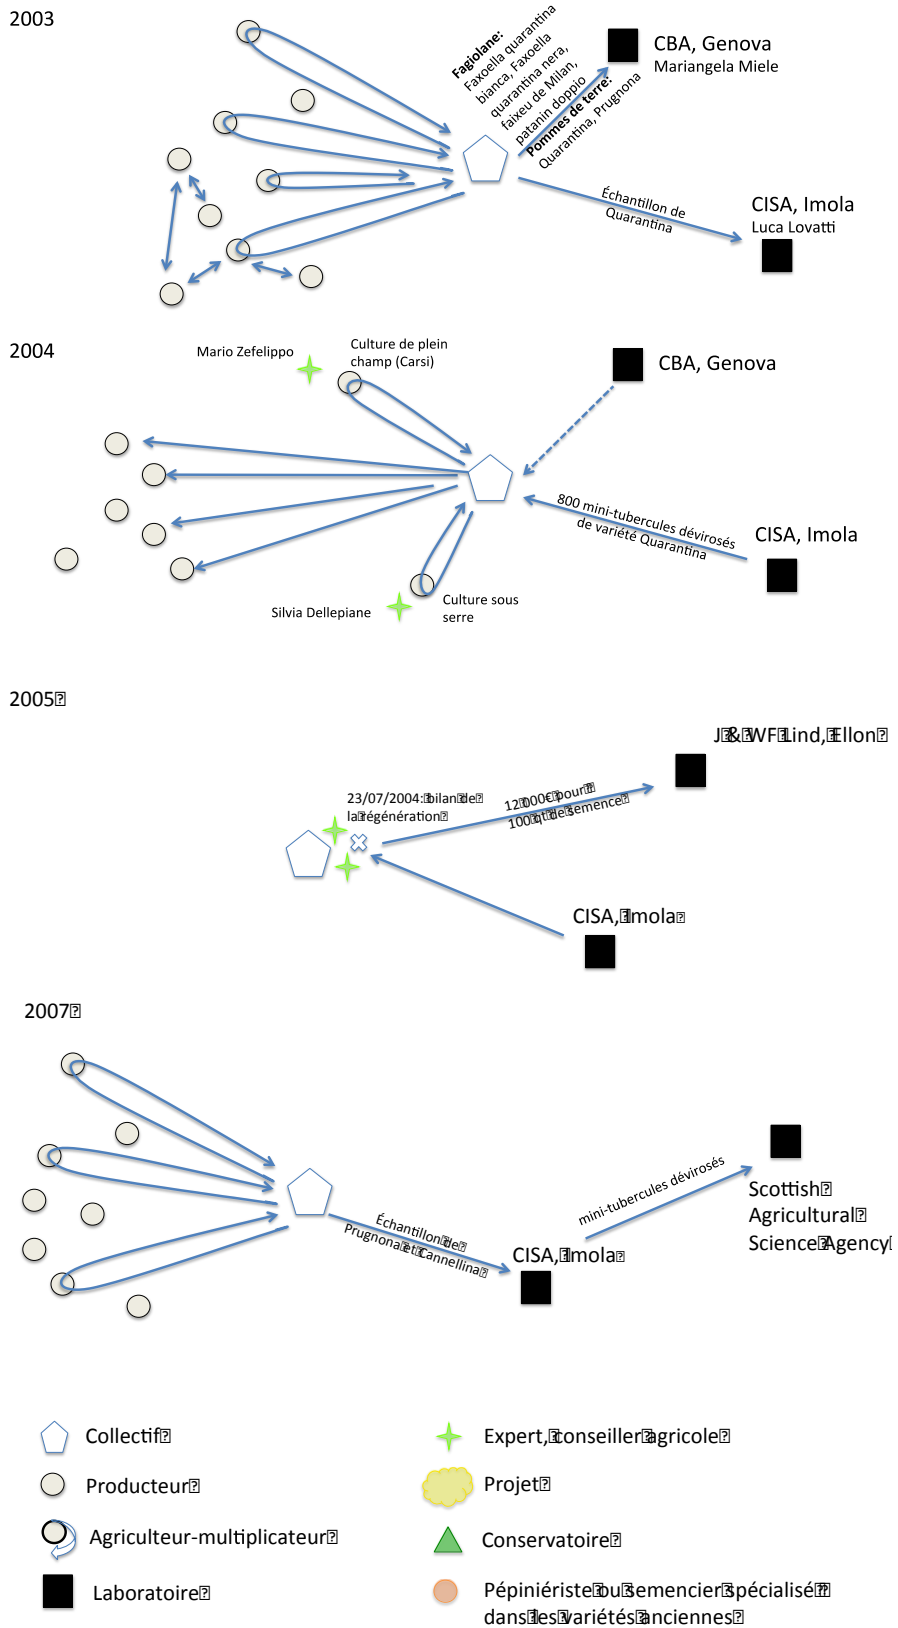 2003
Fagiolane:
Faxoella quarantina
bianca, Faxoella
quarantina nera,
faixeu de Milan,
patanin doppio
Pommes de terre:
Quarantina, Prugnona
CBA, Genova
Mariangela Miele
Échantillon de
Quarantina
CISA, Imola
Luca Lovatti
2004
Mario Zefelippo
Culture de plein
champ (Carsi)
CBA, Genova
800 mini-tubercules dévirosés
de variété Quarantina
CISA, Imola
Silvia Dellepiane
Culture sous
serre
2005
J & WF Lind, Ellon
23/07/2004: bilan de
la régénération
12 000€ pour
100 qt de semence
CISA, Imola
2007
Échantillon de
Prugnona et Cannellina
CISA, Imola
mini-tubercules dévirosés
Scottish
Agricultural
Science Agency
Collectif
Producteur
Agriculteur-multiplicateur
Laboratoire
Expert, conseiller agricole
Projet
Conservatoire
Pépiniériste ou semencier spécialisé
dans les variétés anciennes